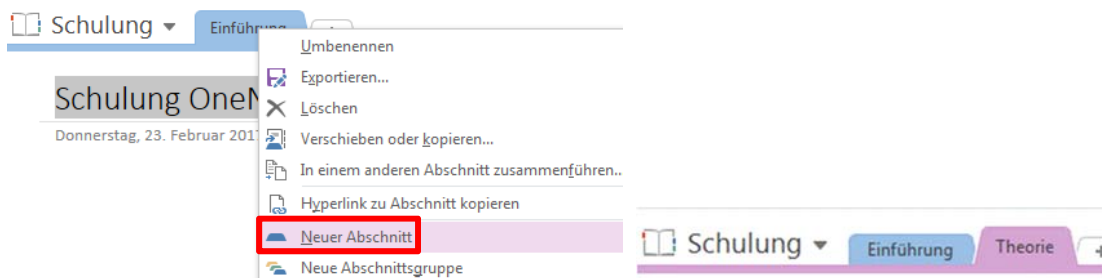 Schulung
Einführung
Umbenennen
Exportieren...
Schulung OneN
Löschen
Donnerstag, 23. Februar 2017
Verschieben oder kopieren...
In einem anderen Abschnitt zusammenführen..
Hyperlink zu Abschnitt kopieren
Neuer Abschnitt
Neue Abschnittsgruppe
Schulung
Einführung
Theorie
+